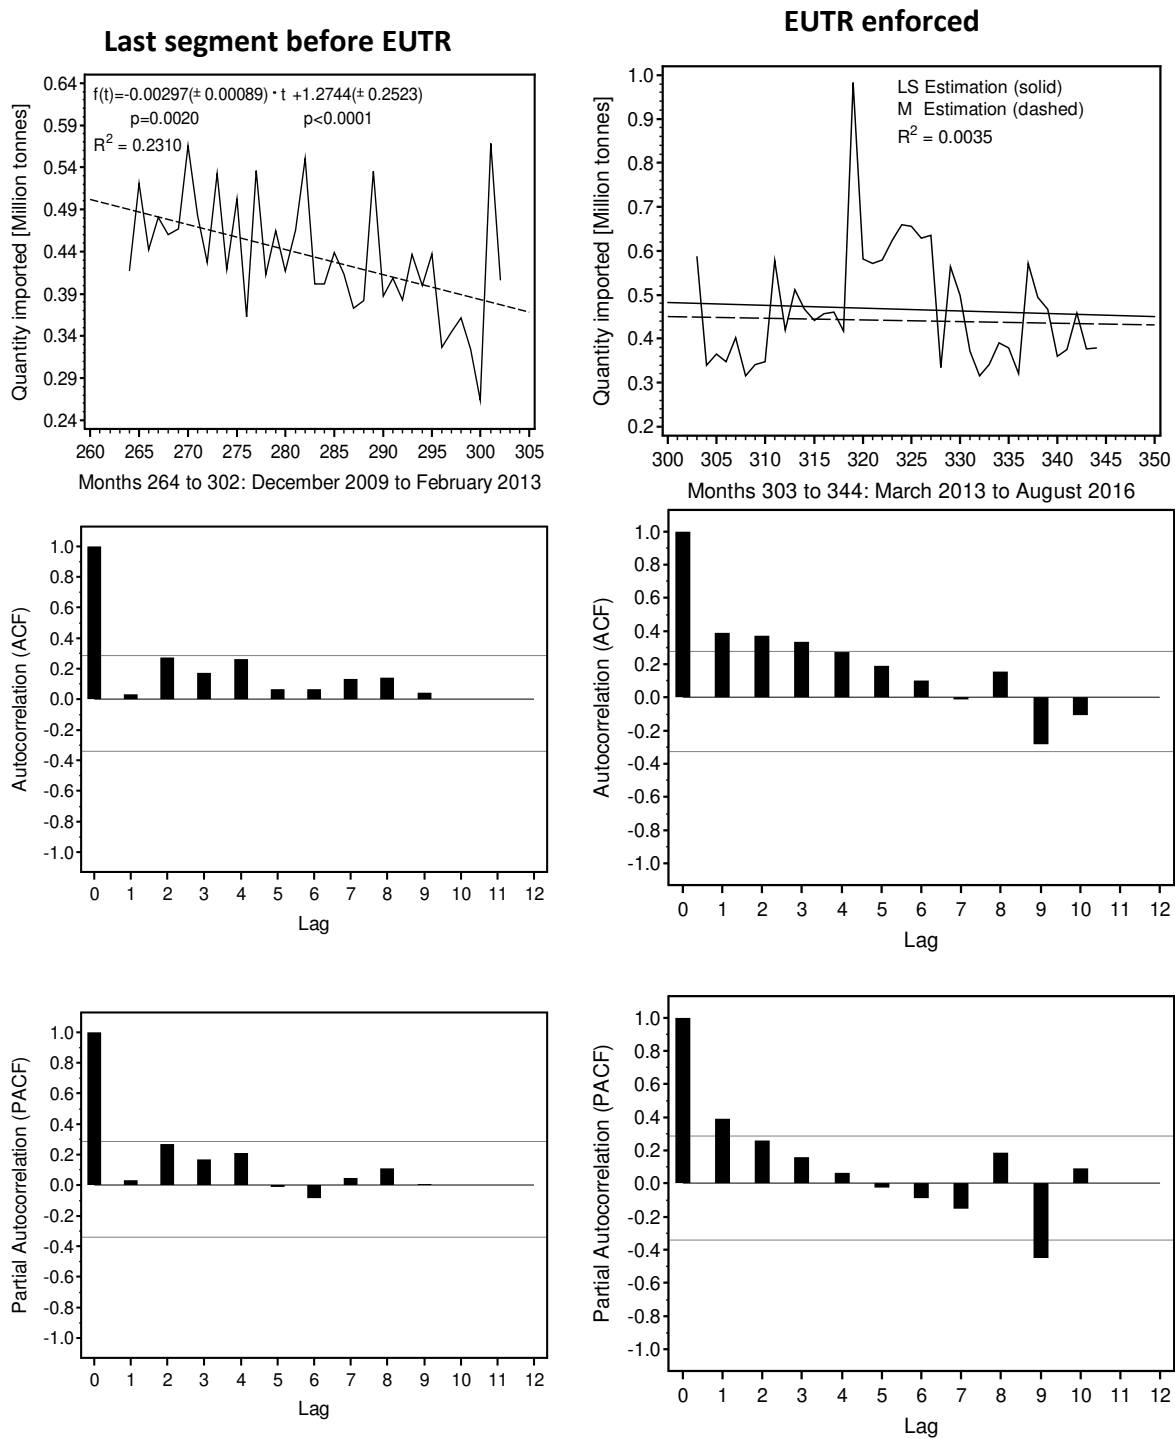 Last segment before EUTR
Quantity imported [Million tonnes]
0.64
0.59
0.54
0.49
0.44
0.39
0.34
0.29
0.24
f(t)=-0.00297(± 0.00089) · t +1.2744(± 0.2523)
p=0.0020 p<0.0001
R² = 0.2310
260 265 270 275 280 285 290 295 300 305
Months 264 to 302: December 2009 to February 2013
EUTR enforced
Quantity imported [Million tonnes]
1.0
0.9
0.8
0.7
0.6
0.5
0.4
0.3
0.2
LS Estimation (solid)
M Estimation (dashed)
R² = 0.0035
300 305 310 315 320 325 330 335 340 345 350
Months 303 to 344: March 2013 to August 2016
Autocorrelation (ACF)
1.0
0.8
0.6
0.4
0.2
0.0
-0.2
-0.4
-0.6
-0.8
-1.0
0 1 2 3 4 5 6 7 8 9 10 11 12
Lag
Autocorrelation (ACF)
1.0
0.8
0.6
0.4
0.2
0.0
-0.2
-0.4
-0.6
-0.8
-1.0
0 1 2 3 4 5 6 7 8 9 10 11 12
Lag
Partial Autocorrelation (PACF)
1.0
0.8
0.6
0.4
0.2
0.0
-0.2
-0.4
-0.6
-0.8
-1.0
0 1 2 3 4 5 6 7 8 9 10 11 12
Lag
Partial Autocorrelation (PACF)
1.0
0.8
0.6
0.4
0.2
0.0
-0.2
-0.4
-0.6
-0.8
-1.0
0 1 2 3 4 5 6 7 8 9 10 11 12
Lag